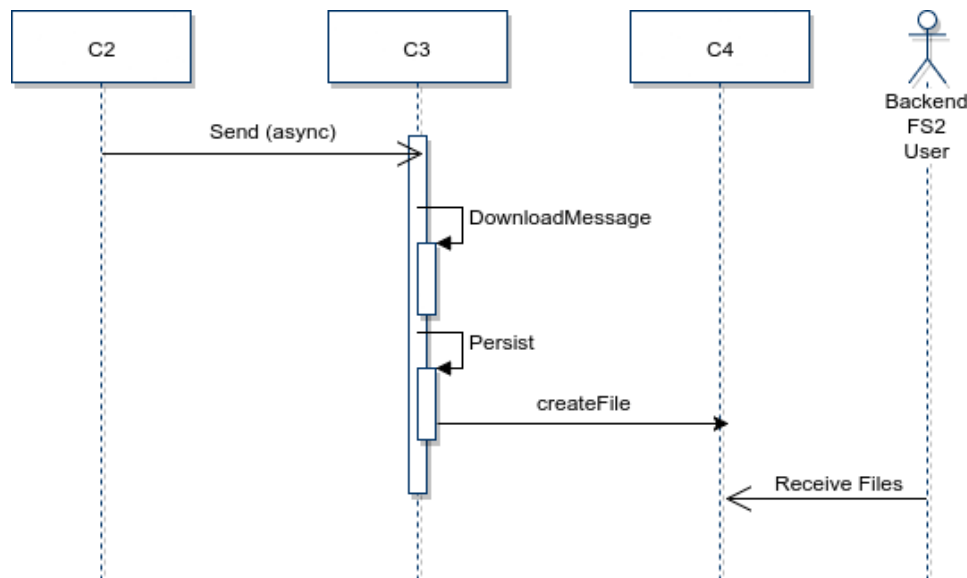 C2
C3
C4
Backend
FS2
User
Send (async)
DownloadMessage
Persist
createFile
Receive Files